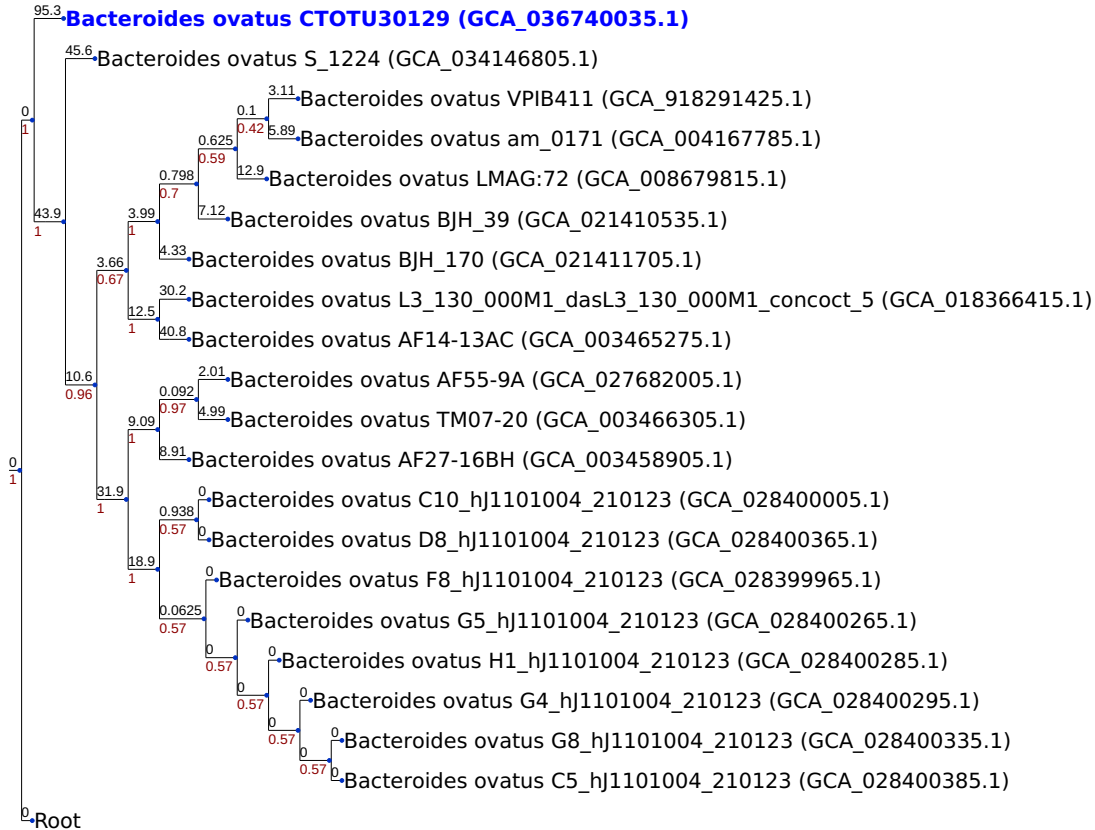 95.3 Bacteroides ovatus CTOTU30129 (GCA_036740035.1)
45.6 Bacteroides ovatus S_1224 (GCA_034146805.1)
3.11 Bacteroides ovatus VPIB411 (GCA_918291425.1)
0 0.1
1 0.42
5.89 Bacteroides ovatus am_0171 (GCA_004167785.1)
0.625
0.59
12.9 Bacteroides ovatus LMAG:72 (GCA_008679815.1)
0.798
0.7
7.12 Bacteroides ovatus BJH_39 (GCA_021410535.1)
43.9 3.99
1 1
4.33 Bacteroides ovatus BJH_170 (GCA_021411705.1)
3.66
0.67
30.2 Bacteroides ovatus L3_130_000M1_dasL3_130_000M1_concoct_5 (GCA_018366415.1)
12.5
1
40.8 Bacteroides ovatus AF14-13AC (GCA_003465275.1)
10.6
0.96
2.01 Bacteroides ovatus AF55-9A (GCA_027682005.1)
0.092
0.97
4.99 Bacteroides ovatus TM07-20 (GCA_003466305.1)
9.09
1
8.91 Bacteroides ovatus AF27-16BH (GCA_003458905.1)
0
1
31.9
1
0 Bacteroides ovatus C10_hJ1101004_210123 (GCA_028400005.1)
0.938
0.57
0 Bacteroides ovatus D8_hJ1101004_210123 (GCA_028400365.1)
18.9
1
0 Bacteroides ovatus F8_hJ1101004_210123 (GCA_028399965.1)
0.0625
0.57
0 Bacteroides ovatus G5_hJ1101004_210123 (GCA_028400265.1)
0
0.57
0 Bacteroides ovatus H1_hJ1101004_210123 (GCA_028400285.1)
0
0.57
0 Bacteroides ovatus G4_hJ1101004_210123 (GCA_028400295.1)
0
0.57
0 Bacteroides ovatus G8_hJ1101004_210123 (GCA_028400335.1)
0
0.57
0 Bacteroides ovatus C5_hJ1101004_210123 (GCA_028400385.1)
0 Root